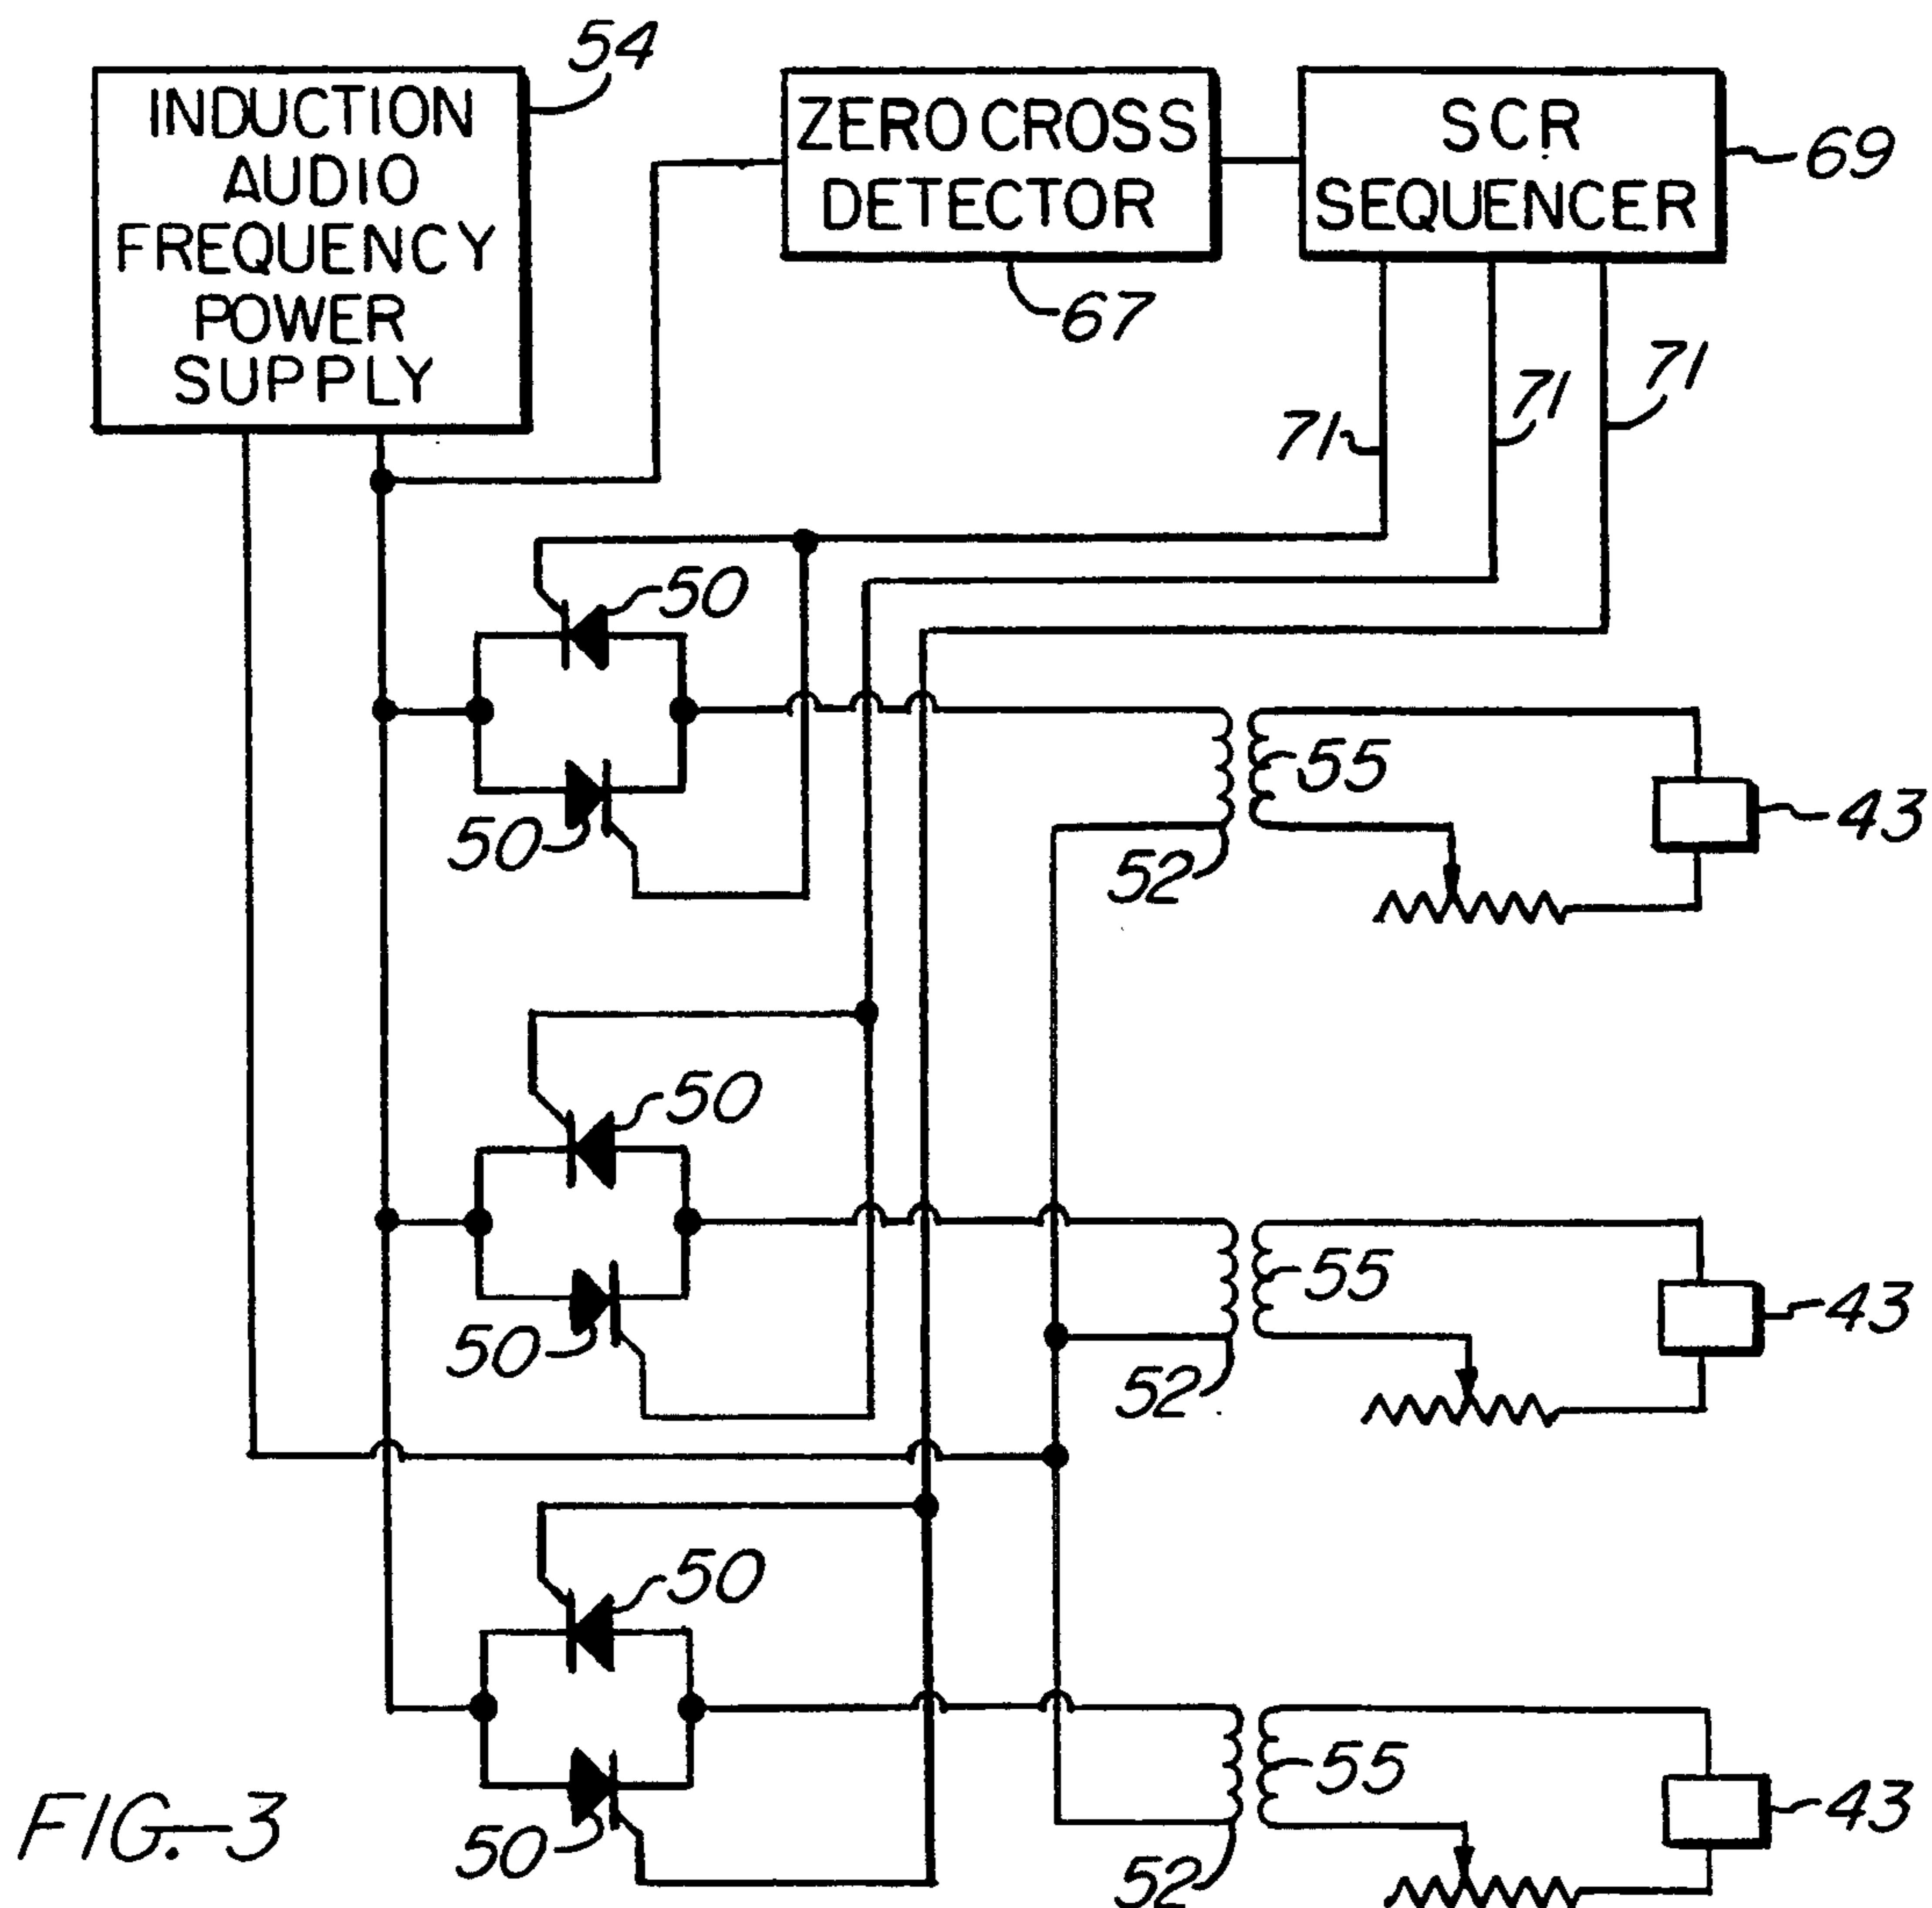 54
INDUCTION
AUDIO
FREQUENCY
POWER
SUPPLY
ZERO CROSS
DETECTOR
67
SCR
SEQUENCER
69
71
71
71
50
50
52
55
43
50
50
52
55
43
50
50
52
55
43
FIG.-3